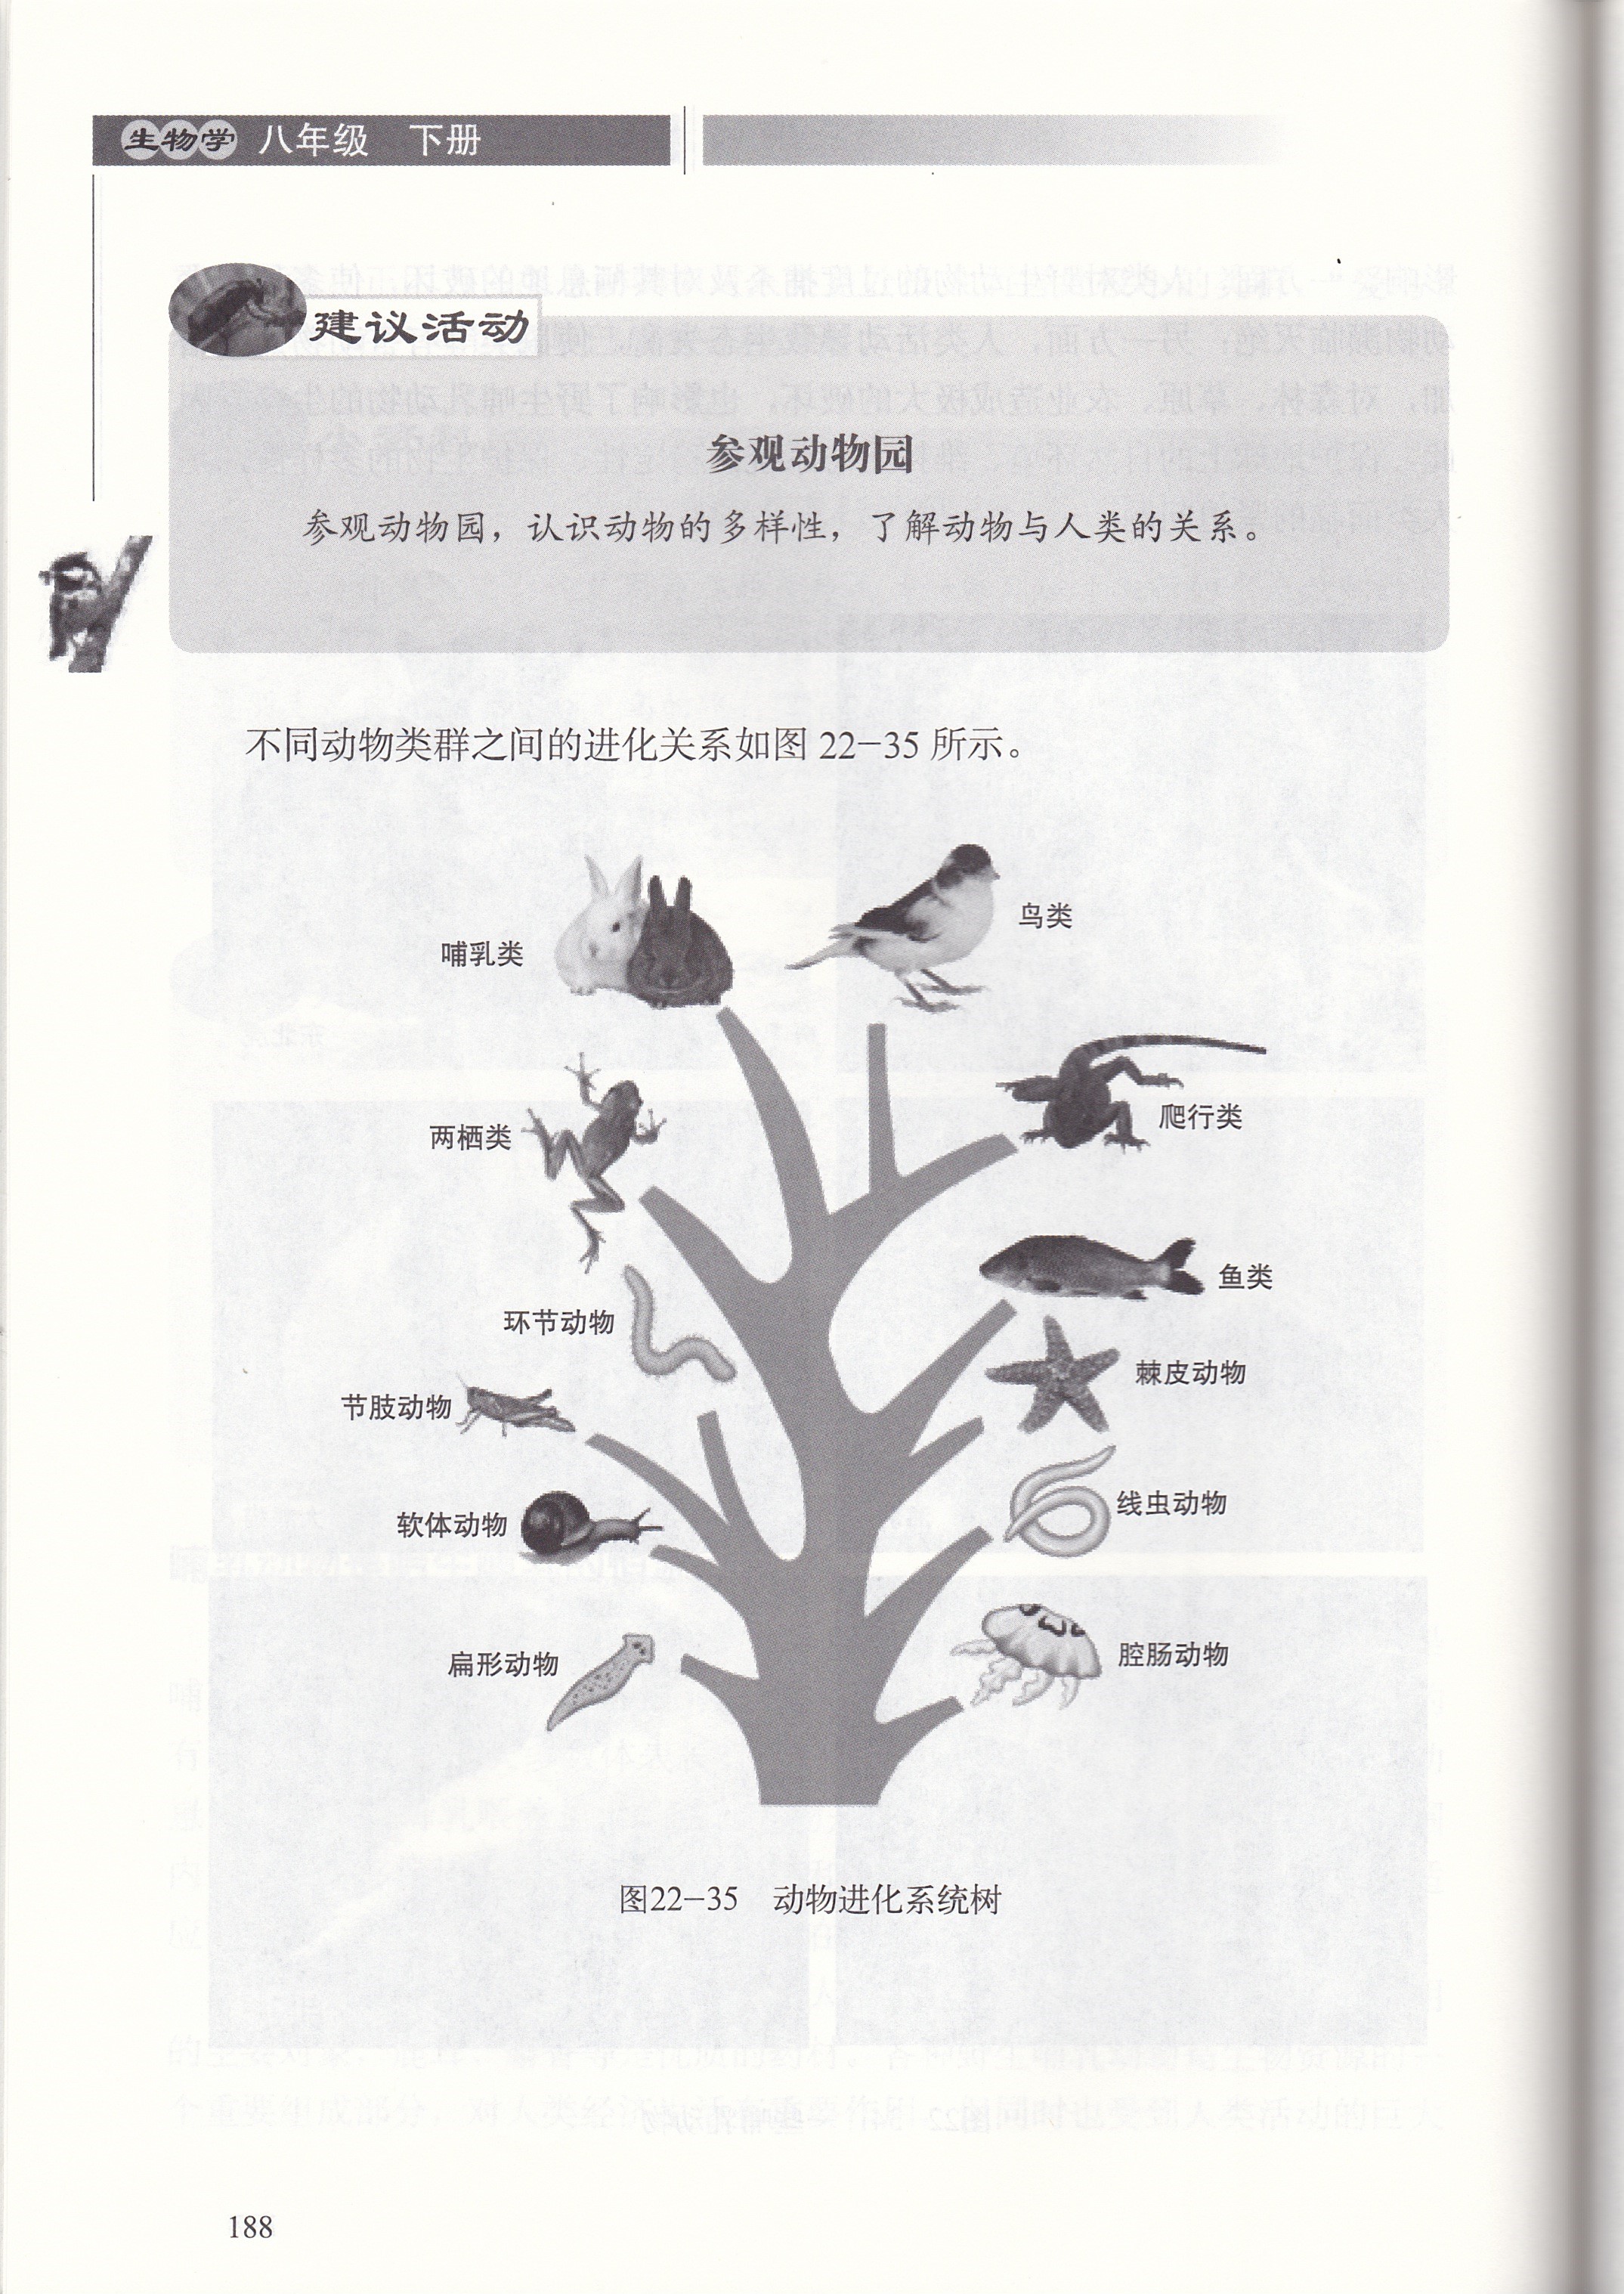 生物学 八年级 下册
建议活动
参观动物园
参观动物园，认识动物的多样性，了解动物与人类的关系。
不同动物类群之间的进化关系如图 22-35 所示。
鸟类
哺乳类
爬行类
两栖类
鱼类
环节动物
棘皮动物
节肢动物
线虫动物
软体动物
腔肠动物
扁形动物
图22-35 动物进化系统树
188